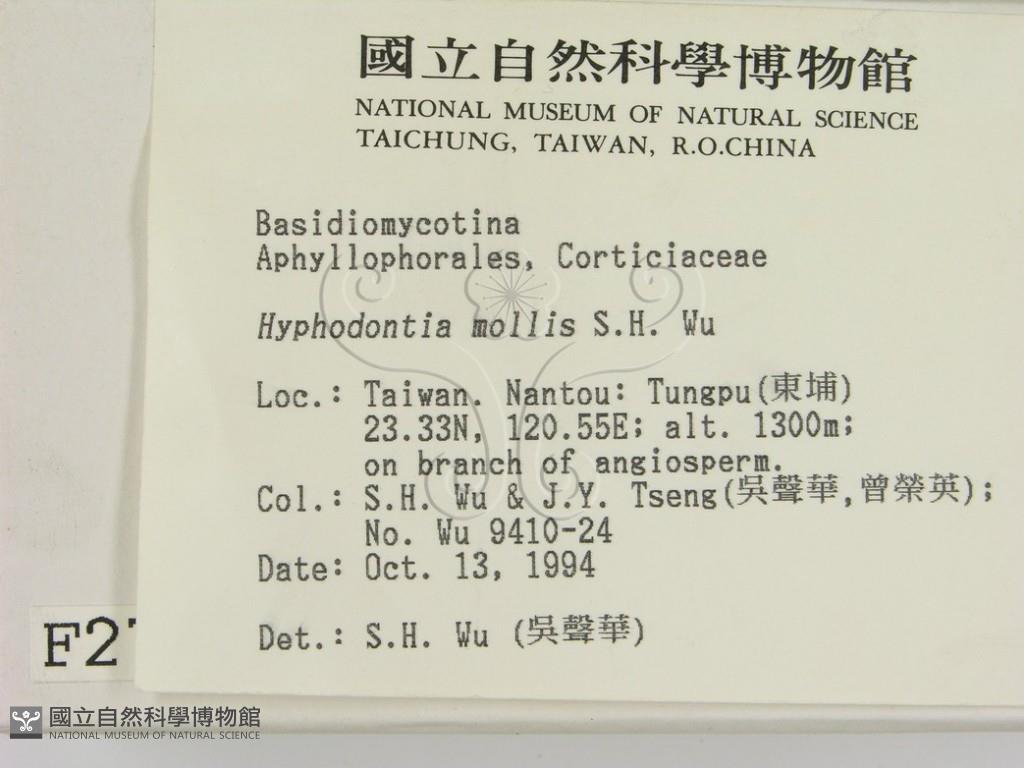 國立自然科學博物館
NATIONAL MUSEUM OF NATURAL SCIENCE
TAICHUNG, TAIWAN, R.O.CHINA
Basidiomycotina
Aphyllophorales, Corticiaceae
Hyphodontia mollis S.H. Wu
Loc.: Taiwan. Nantou: Tungpu(東埔)
23.33N, 120.55E; alt. 1300m;
on branch of angiosperm.
Col.: S.H. Wu & J.Y. Tseng(吳聲華,曾榮英);
No. Wu 9410-24
Date: Oct. 13, 1994
Det.: S.H. Wu (吳聲華)
F2
國立自然科學博物館
NATIONAL MUSEUM OF NATURAL SCIENCE